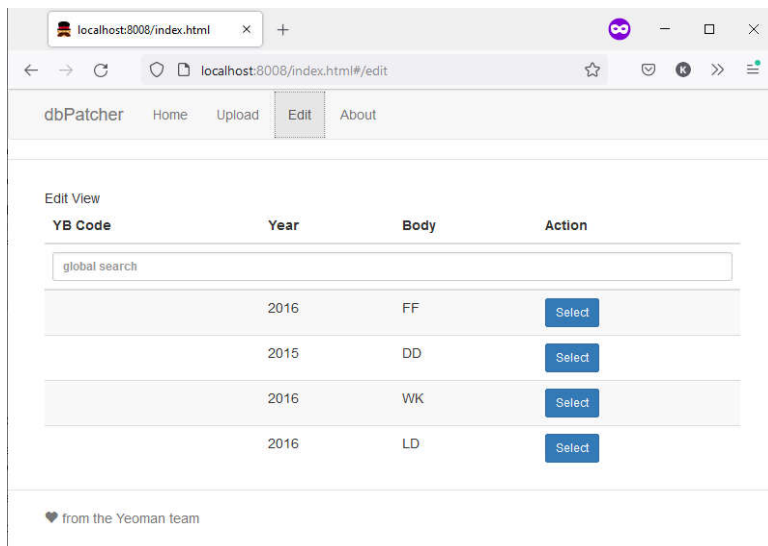 localhost:8008/index.html
localhost:8008/index.html#/edit
K
dbPatcher Home Upload Edit About
Edit View
YB Code Year Body Action
global search
2016 FF Select
2015 DD Select
2016 WK Select
2016 LD Select
♥ from the Yeoman team